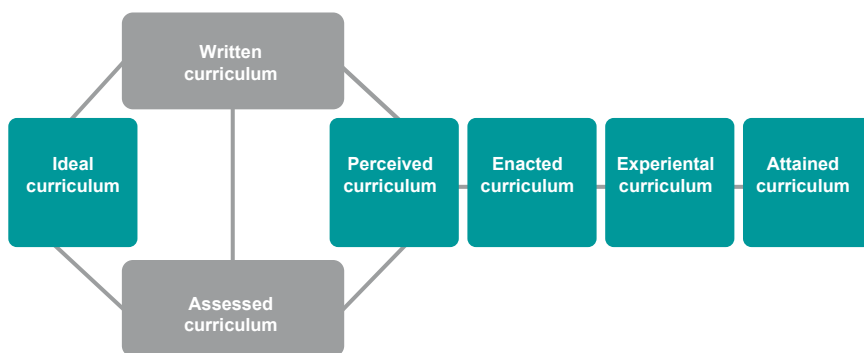 Written
curriculum
Ideal
curriculum
Perceived
curriculum
Enacted
curriculum
Experiental
curriculum
Attained
curriculum
Assessed
curriculum